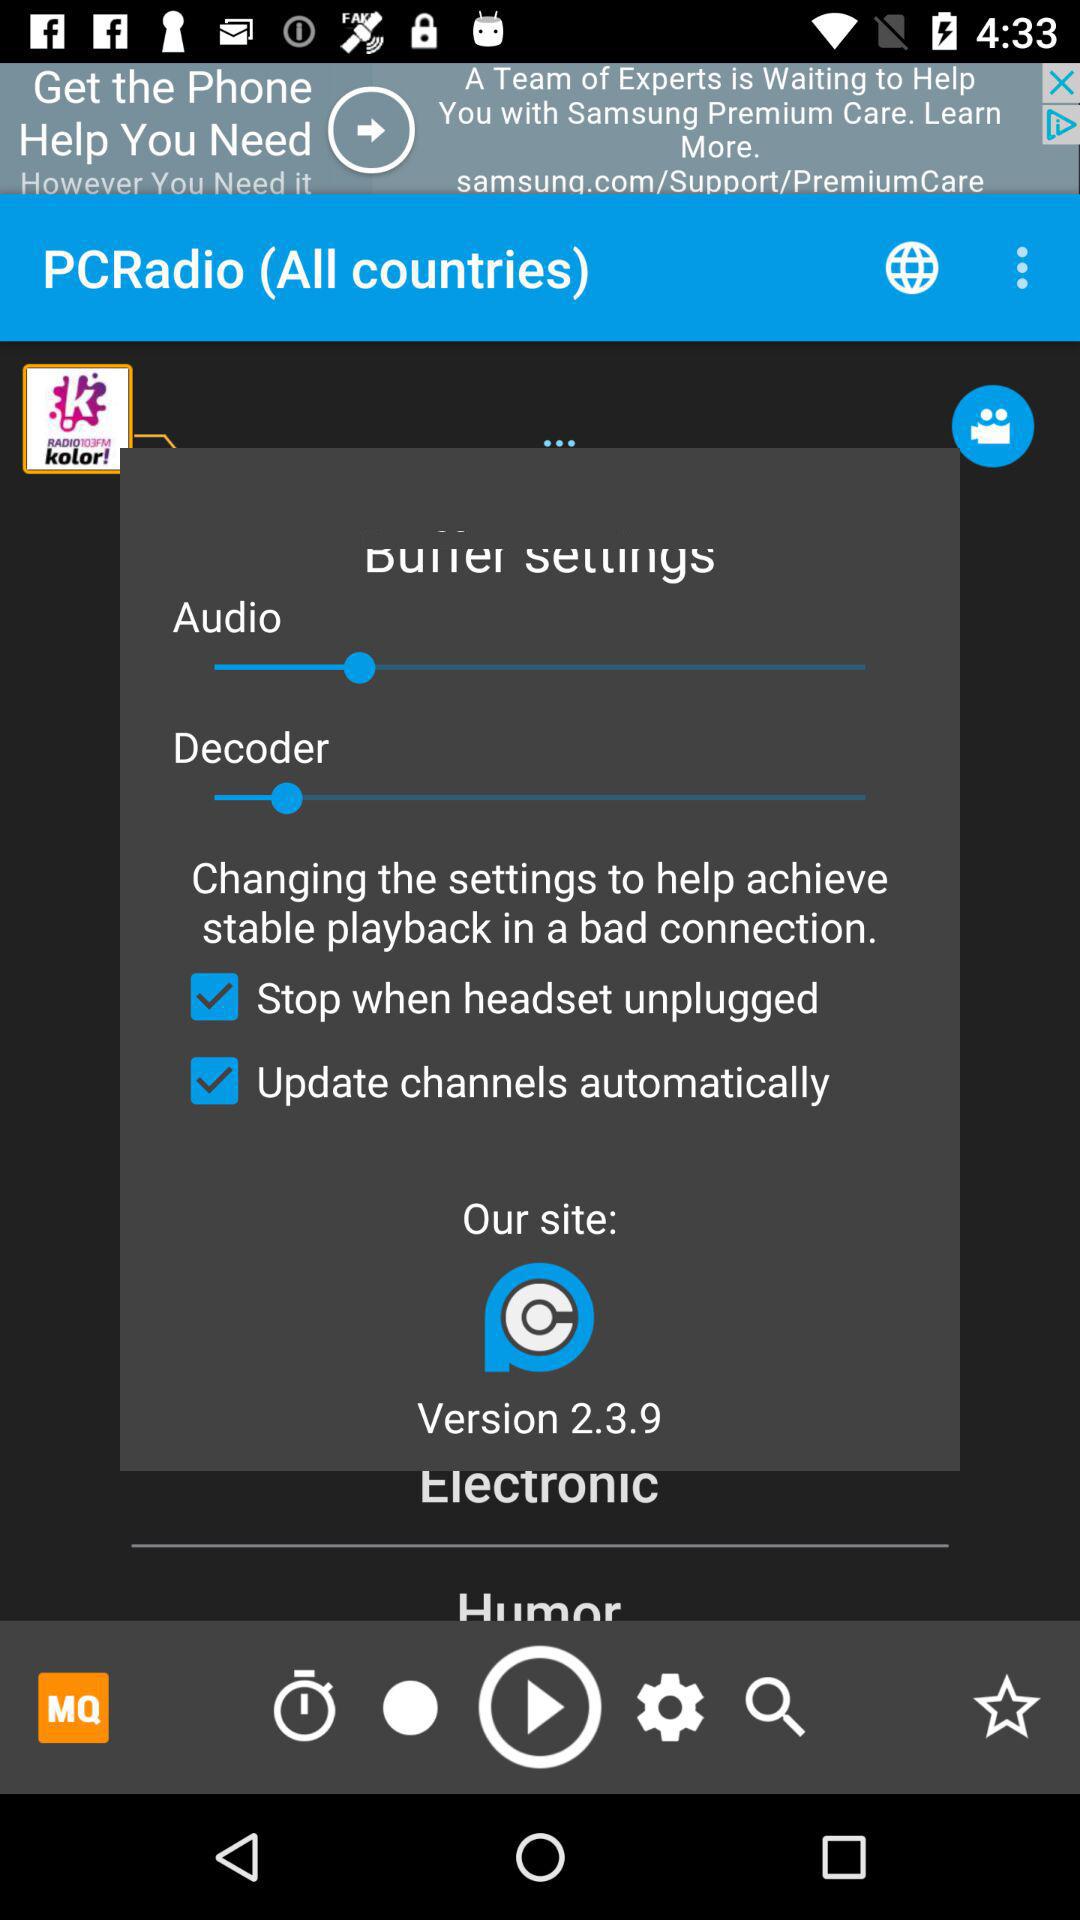 FAK
4:33
Get the Phone
Help You Need
However You Need it
A Team of Experts is Waiting to Help
You with Samsung Premium Care. Learn
More.
samsung.com/Support/PremiumCare
PCRadio (All countries)
K
RADIO103FM
kolor!
...
Buffer settings
Audio
Decoder
Changing the settings to help achieve
stable playback in a bad connection.
Stop when headset unplugged
Update channels automatically
Our site:
Version 2.3.9
Electronic
Humor
MQ